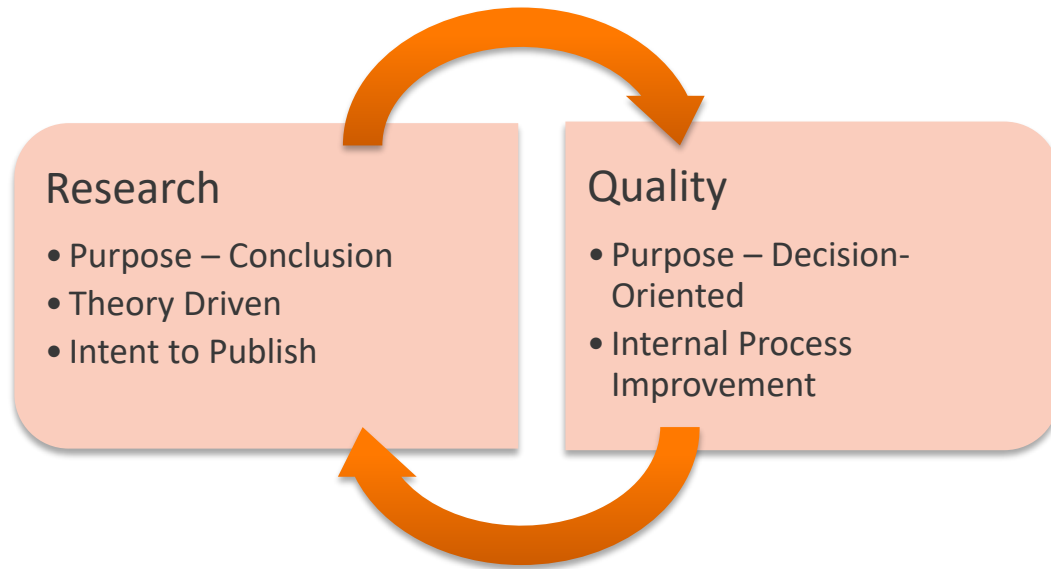 Research
• Purpose – Conclusion
• Theory Driven
• Intent to Publish
Quality
• Purpose – Decision-
Oriented
• Internal Process
Improvement